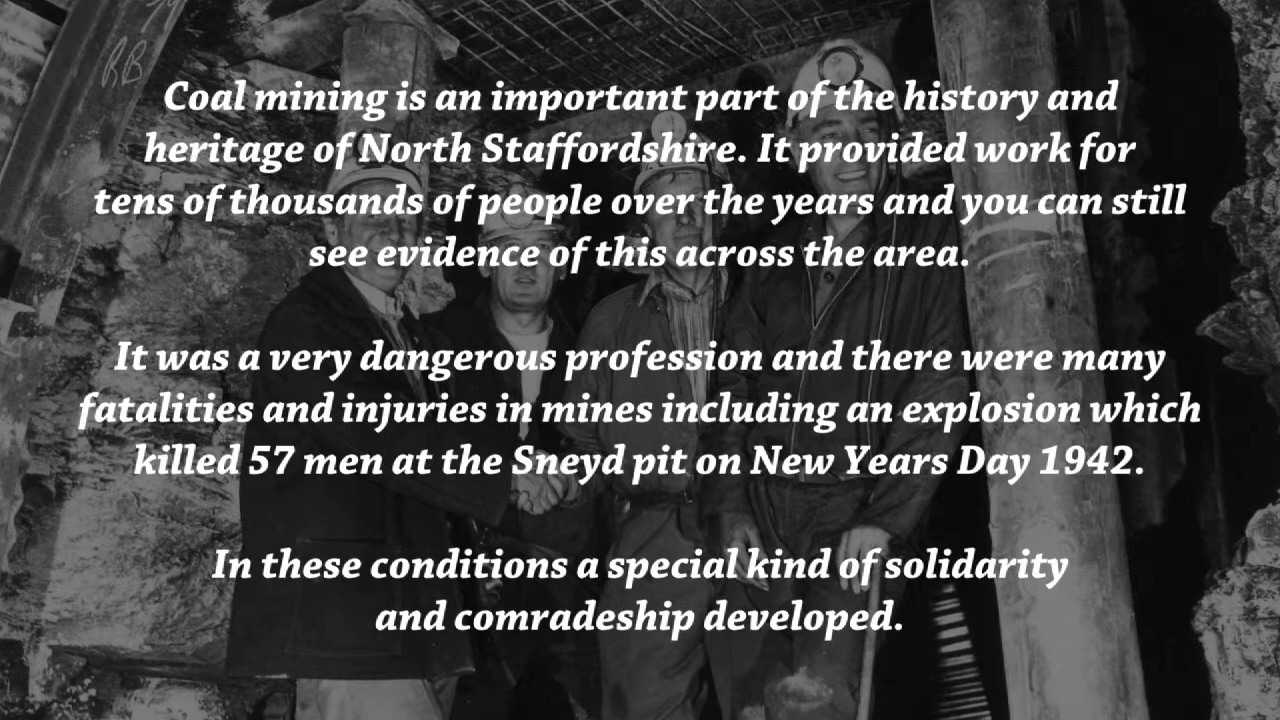 RB
Coal mining is an important part of the history and
heritage of North Staffordshire. It provided work for
tens of thousands of people over the years and you can still
see evidence of this across the area.
It was a very dangerous profession and there were many
fatalities and injuries in mines including an explosion which
killed 57 men at the Sneyd pit on New Years Day 1942.
In these conditions a special kind of solidarity
and comradeship developed.